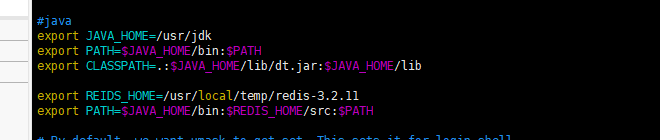 #java
export JAVA_HOME=/usr/jdk
export PATH=$JAVA_HOME/bin:$PATH
export CLASSPATH=.:$JAVA_HOME/lib/dt.jar:$JAVA_HOME/lib
export REIDS_HOME=/usr/local/temp/redis-3.2.11
export PATH=$JAVA_HOME/bin:$REDIS_HOME/src:$PATH
# By default, we want umask to get set. This sets it for login shell